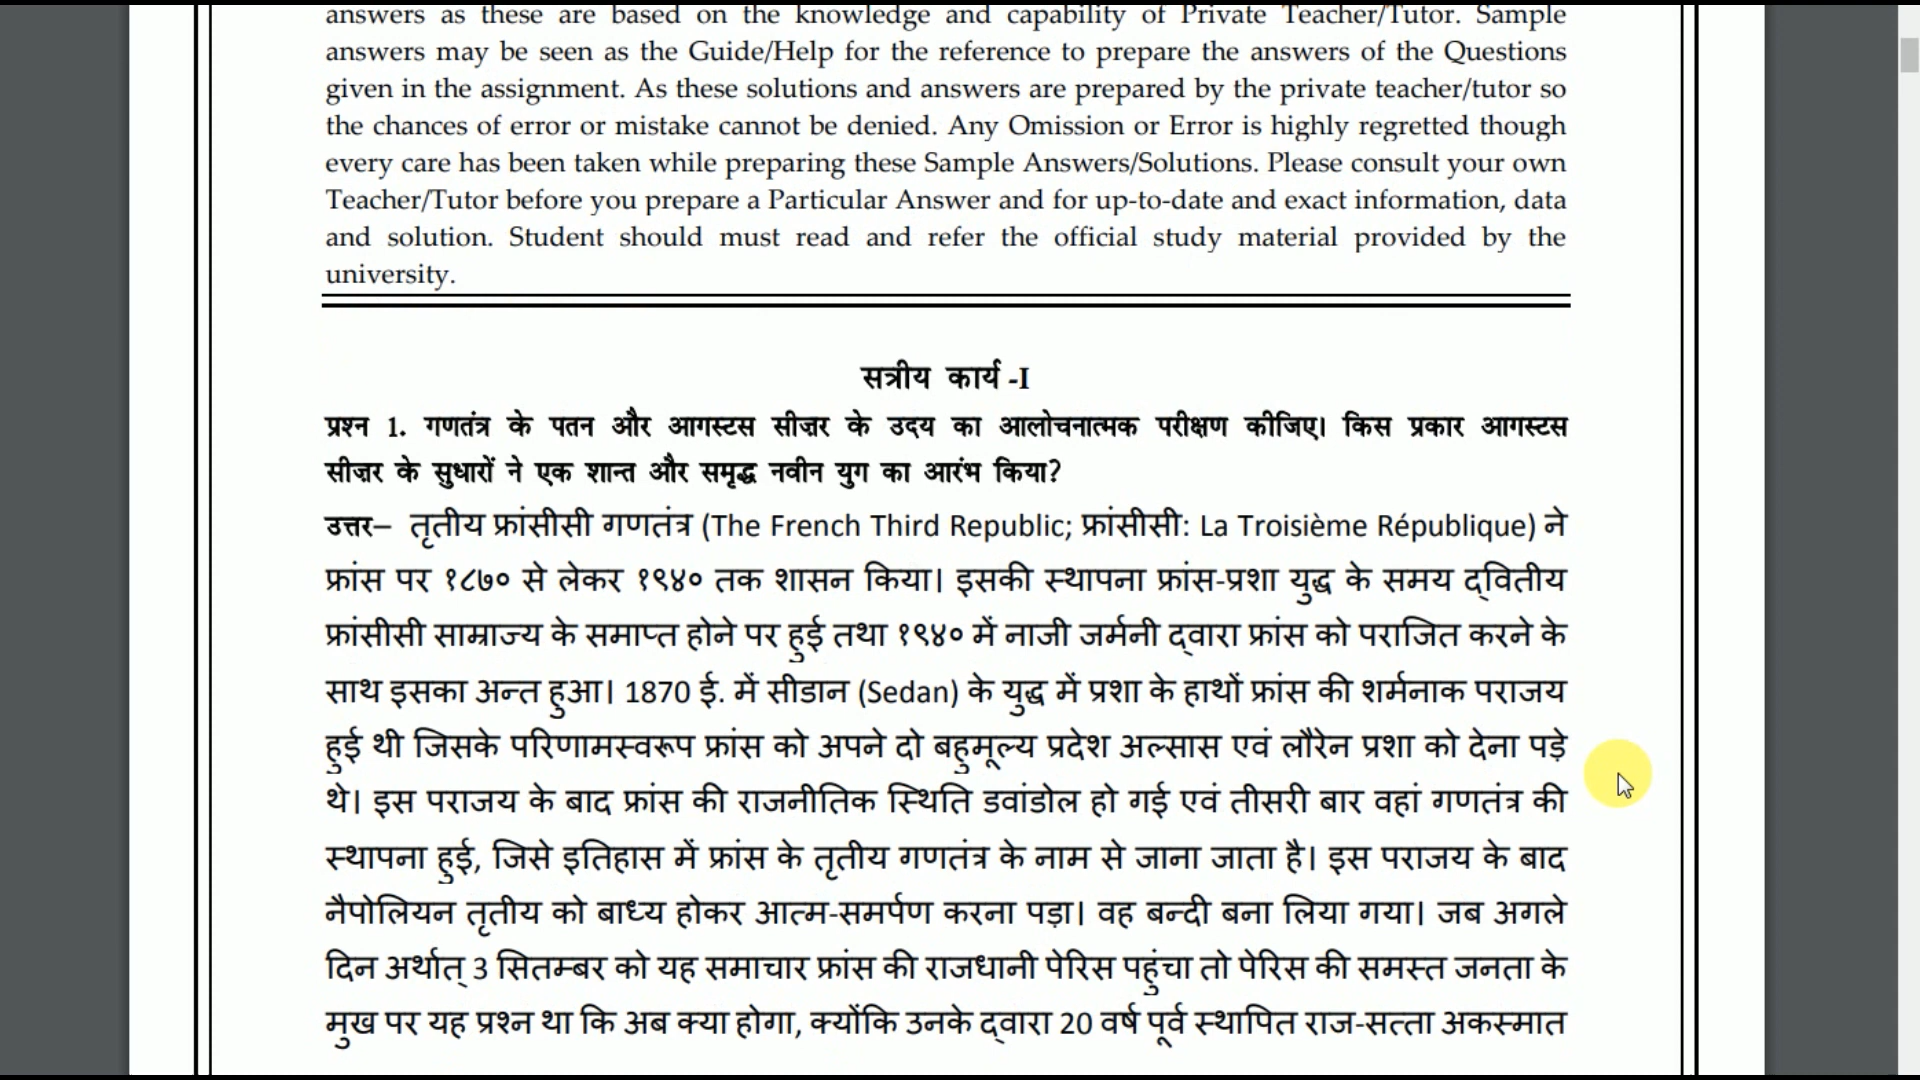 answers as these are based on the knowledge and capability of Private Teacher/Tutor. Sample
answers may be seen as the Guide/Help for the reference to prepare the answers of the Questions
given in the assignment. As these solutions and answers are prepared by the private teacher/tutor so
the chances of error or mistake cannot be denied. Any Omission or Error is highly regretted though
every care has been taken while preparing these Sample Answers/Solutions. Please consult your own
Teacher/Tutor before you prepare a Particular Answer and for up-to-date and exact information, data
and solution. Student should must read and refer the official study material provided by the
university.
सत्रीय कार्य -I
प्रश्न 1. गणतंत्र के पतन और आगस्टस सीज़र के उदय का आलोचनात्मक परीक्षण कीजिए। किस प्रकार आगस्टस
सीज़र के सुधारों ने एक शान्त और समृद्ध नवीन युग का आरंभ किया?
उत्तर– तृतीय फ्रांसीसी गणतंत्र (The French Third Republic; फ्रांसीसी: La Troisième République) ने
फ्रांस पर १८७० से लेकर १९४० तक शासन किया। इसकी स्थापना फ्रांस-प्रशा युद्ध के समय द्वितीय
फ्रांसीसी साम्राज्य के समाप्त होने पर हुई तथा १९४० में नाजी जर्मनी द्वारा फ्रांस को पराजित करने के
साथ इसका अन्त हुआ। 1870 ई. में सीडान (Sedan) के युद्ध में प्रशा के हाथों फ्रांस की शर्मनाक पराजय
हुई थी जिसके परिणामस्वरूप फ्रांस को अपने दो बहुमूल्य प्रदेश अल्सास एवं लौरेन प्रशा को देना पड़े
थे। इस पराजय के बाद फ्रांस की राजनीतिक स्थिति डवांडोल हो गई एवं तीसरी बार वहां गणतंत्र की
स्थापना हुई, जिसे इतिहास में फ्रांस के तृतीय गणतंत्र के नाम से जाना जाता है। इस पराजय के बाद
नैपोलियन तृतीय को बाध्य होकर आत्म-समर्पण करना पड़ा। वह बन्दी बना लिया गया। जब अगले
दिन अर्थात् 3 सितम्बर को यह समाचार फ्रांस की राजधानी पेरिस पहुंचा तो पेरिस की समस्त जनता के
मुख पर यह प्रश्न था कि अब क्या होगा, क्योंकि उनके द्वारा 20 वर्ष पूर्व स्थापित राज-सत्ता अकस्मात